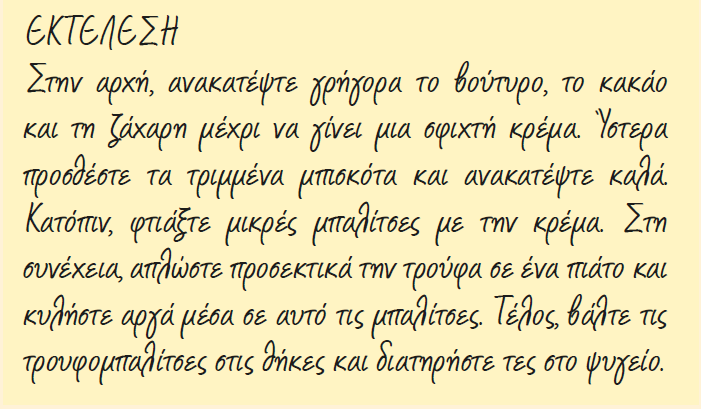 ΕΚΤΕΛΕΣΗ
Στην αρχή, ανακατέψτε γρήγορα το βούτυρο, το κακάο
και τη ζάχαρη μέχρι να γίνει μια σφιχτή κρέμα. Ύστερα
προσθέστε τα τριμμένα μπισκότα και ανακατέψτε καλά.
Κατόπιν, φτιάξτε μικρές μπαλίτσες με την κρέμα. Στη
συνέχεια, απλώστε προσεκτικά την τρούφα σε ένα πιάτο και
κυλήστε αργά μέσα σε αυτό τις μπαλίτσες. Τέλος, βάλτε τις
τρουφομπαλίτσες στις θήκες και διατηρήστε τες στο ψυγείο.